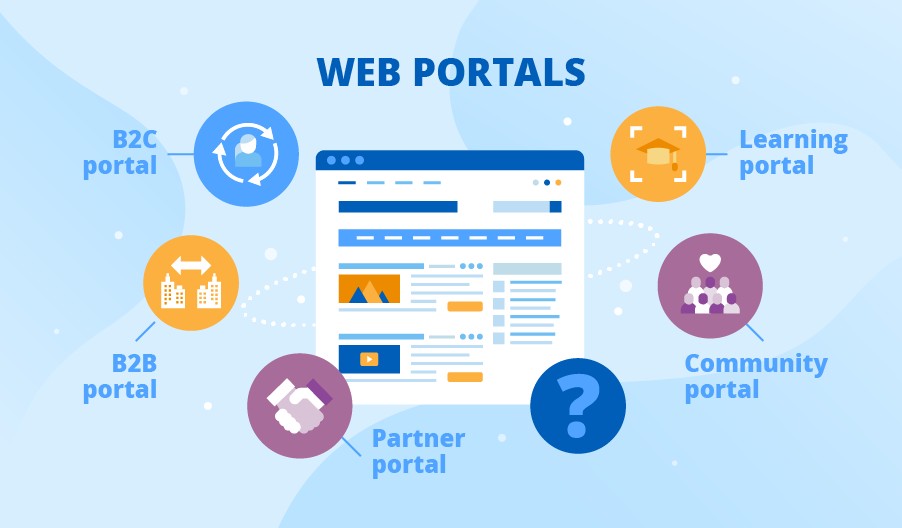 WEB PORTALS
B2C
portal
Learning
portal
B2B
portal
Community
portal
Partner
portal
?